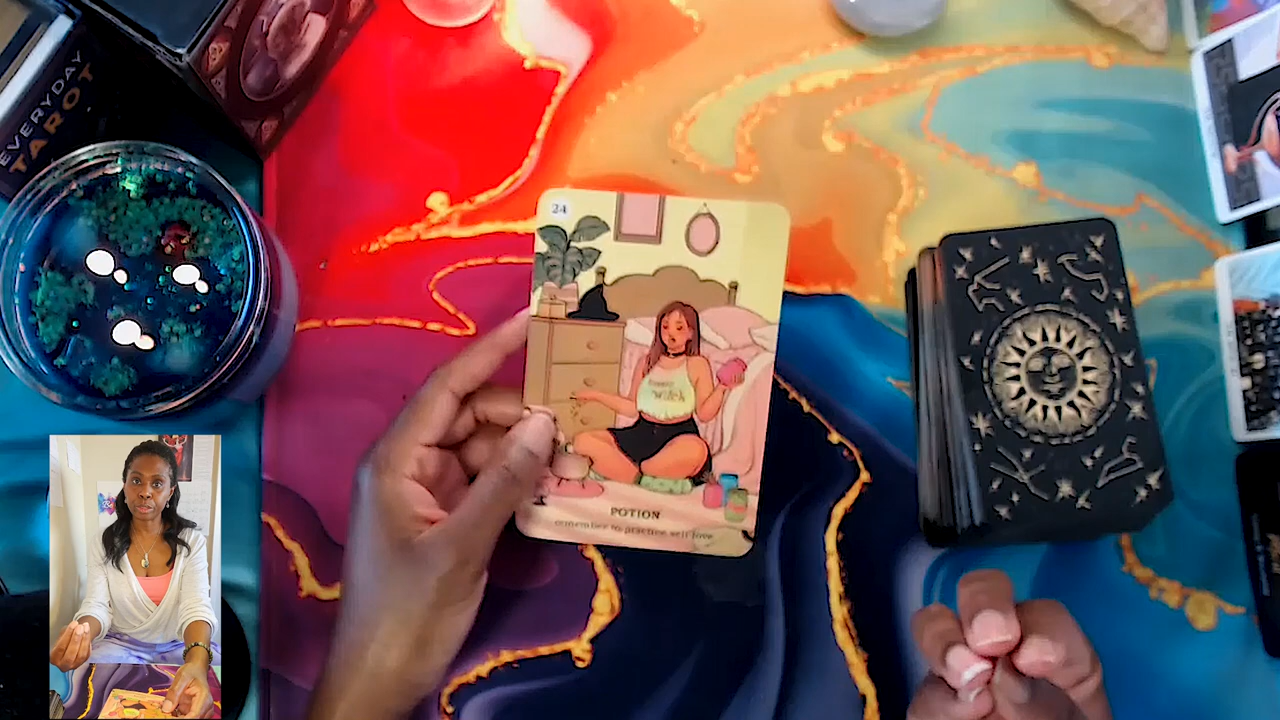 EVERYDAY
TAROT
24
witch
POTION
remember to practice self love